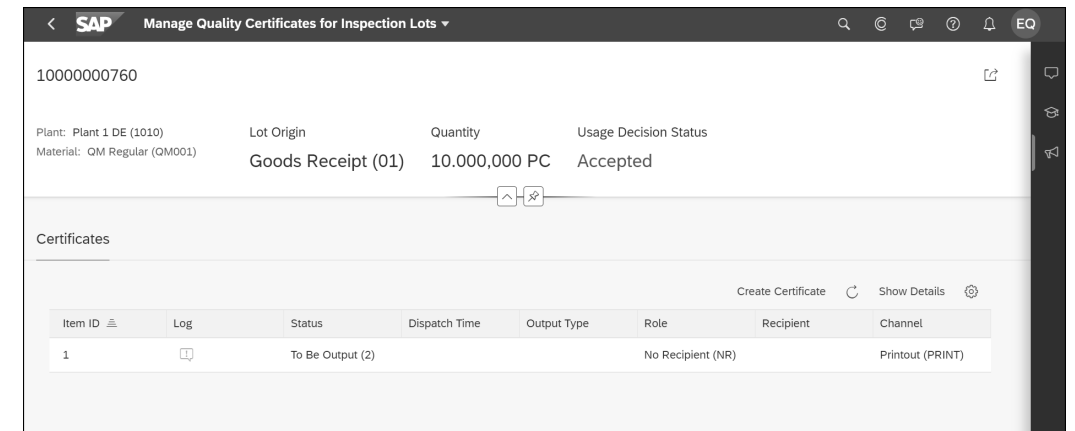 SAP Manage Quality Certificates for Inspection Lots EQ
10000000760
Plant: Plant 1 DE (1010) Lot Origin Quantity Usage Decision Status
Material: QM Regular (QM001) Goods Receipt (01) 10.000,000 PC Accepted
Certificates
Create Certificate Show Details
Item ID Log Status Dispatch Time Output Type Role Recipient Channel
1 To Be Output (2) No Recipient (NR) Printout (PRINT)